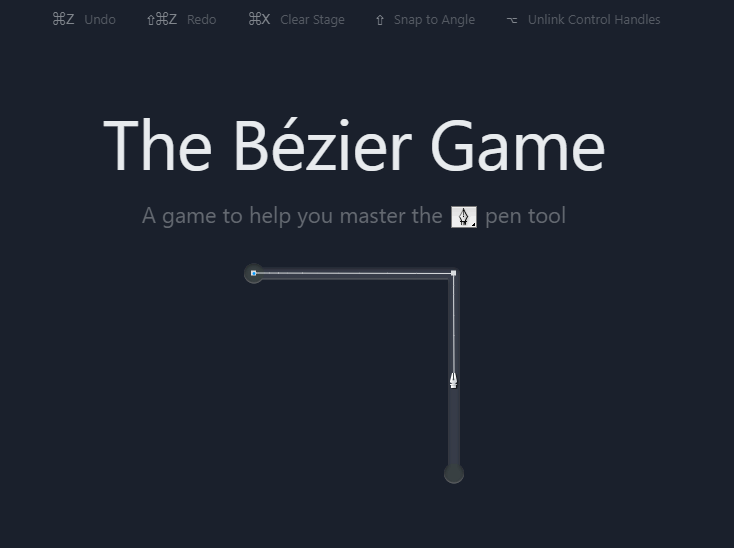 ⌘Z Undo ⇧⌘Z Redo ⌘X Clear Stage ⇧ Snap to Angle ⌥ Unlink Control Handles
The Bézier Game
A game to help you master the pen tool